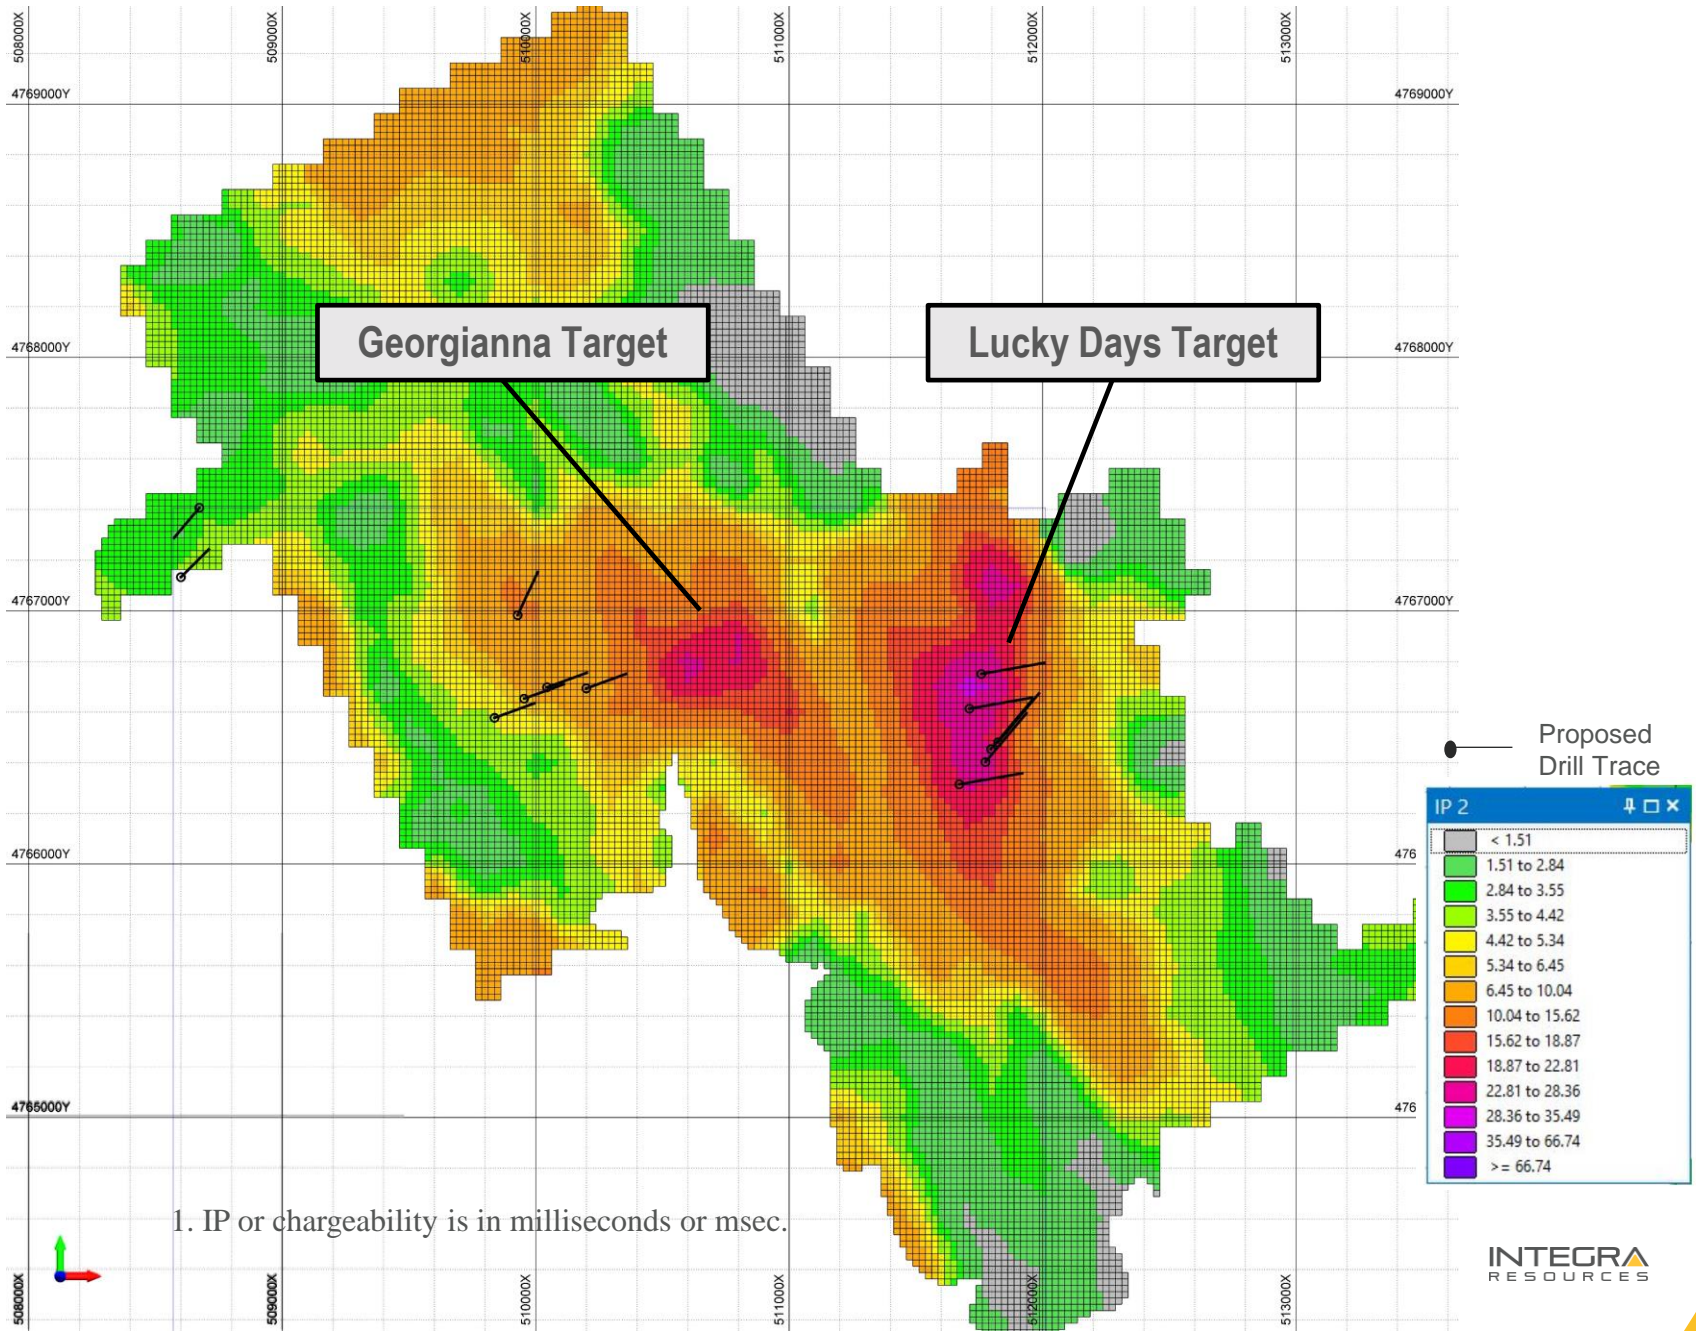 508000X
509000X
510000X
511000X
512000X
513000X
4769000Y
4769000Y
Georgianna Target
Lucky Days Target
4768000Y
4768000Y
4767000Y
4767000Y
Proposed
Drill Trace
IP 2
< 1.51
1.51 to 2.84
2.84 to 3.55
3.55 to 4.42
4.42 to 5.34
5.34 to 6.45
6.45 to 10.04
10.04 to 15.62
15.62 to 18.87
18.87 to 22.81
22.81 to 28.36
28.36 to 35.49
35.49 to 66.74
>= 66.74
4766000Y
476
4765000Y
476
1. IP or chargeability is in milliseconds or msec.
508000X
509000X
510000X
511000X
512000X
513000X
INTEGRA
RESOURCES